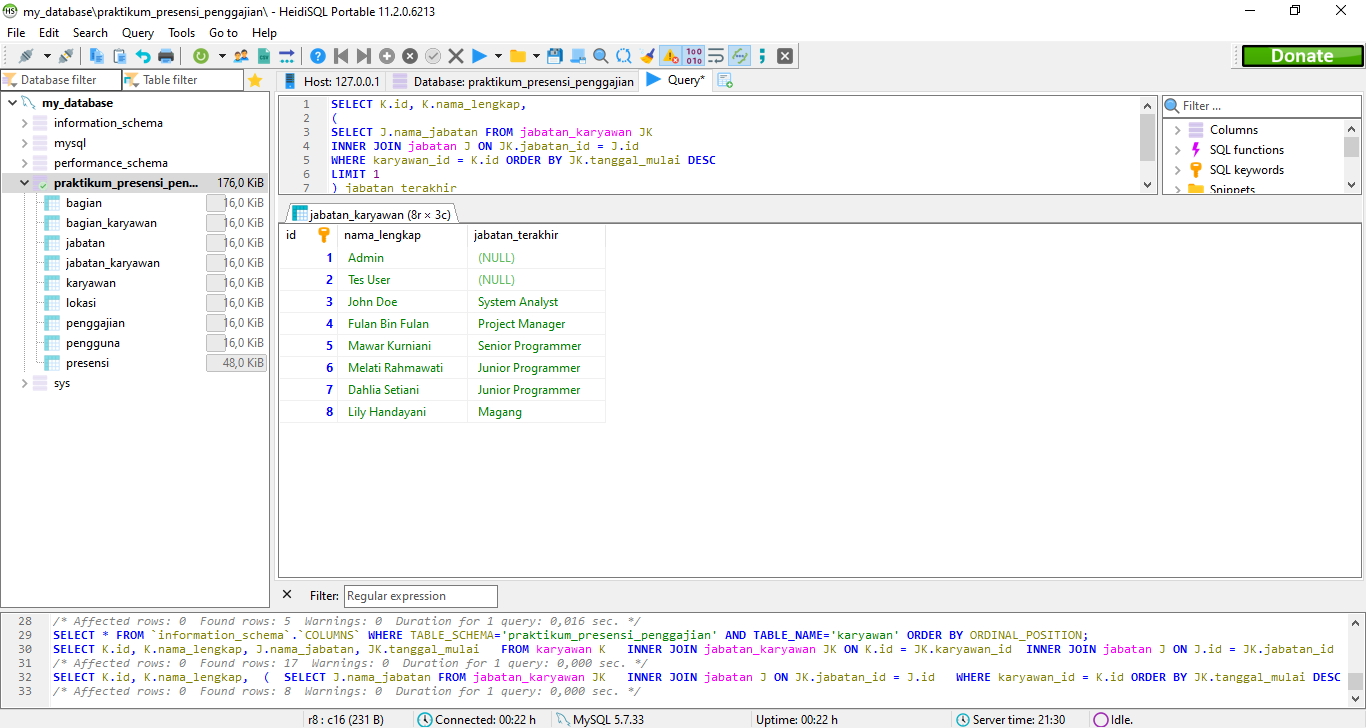 my_database\praktikum_presensi_penggajian\ - HeidiSQL Portable 11.2.0.6213
File Edit Search Query Tools Go to Help
Donate
Database filter
Table filter
Host: 127.0.0.1
Database: praktikum_presensi_penggajian
Query*
my_database
information_schema
mysql
performance_schema
praktikum_presensi_pen... 176,0 KiB
bagian 16,0 KiB
bagian_karyawan 16,0 KiB
jabatan 16,0 KiB
jabatan_karyawan 16,0 KiB
karyawan 16,0 KiB
lokasi 16,0 KiB
penggajian 16,0 KiB
pengguna 16,0 KiB
presensi 48,0 KiB
sys
1 SELECT K.id, K.nama_lengkap,
2 (
3 SELECT J.nama_jabatan FROM jabatan_karyawan JK
4 INNER JOIN jabatan J ON JK.jabatan_id = J.id
5 WHERE karyawan_id = K.id ORDER BY JK.tanggal_mulai DESC
6 LIMIT 1
7 ) jabatan_terakhir
Filter ...
Columns
SQL functions
SQL keywords
Snippets
jabatan_karyawan (8r × 3c)
id nama_lengkap jabatan_terakhir
1 Admin (NULL)
2 Tes User (NULL)
3 John Doe System Analyst
4 Fulan Bin Fulan Project Manager
5 Mawar Kurniani Senior Programmer
6 Melati Rahmawati Junior Programmer
7 Dahlia Setiani Junior Programmer
8 Lily Handayani Magang
Filter: Regular expression
28 /* Affected rows: 0 Found rows: 5 Warnings: 0 Duration for 1 query: 0,016 sec. */
29 SELECT * FROM `information_schema`.`COLUMNS` WHERE TABLE_SCHEMA='praktikum_presensi_penggajian' AND TABLE_NAME='karyawan' ORDER BY ORDINAL_POSITION;
30 SELECT K.id, K.nama_lengkap, J.nama_jabatan, JK.tanggal_mulai FROM karyawan K INNER JOIN jabatan_karyawan JK ON K.id = JK.karyawan_id INNER JOIN jabatan J ON J.id = JK.jabatan_id
31 /* Affected rows: 0 Found rows: 17 Warnings: 0 Duration for 1 query: 0,000 sec. */
32 SELECT K.id, K.nama_lengkap, ( SELECT J.nama_jabatan FROM jabatan_karyawan JK INNER JOIN jabatan J ON JK.jabatan_id = J.id WHERE karyawan_id = K.id ORDER BY JK.tanggal_mulai DESC
33 /* Affected rows: 0 Found rows: 8 Warnings: 0 Duration for 1 query: 0,000 sec. */
r8 : c16 (231 B) Connected: 00:22 h MySQL 5.7.33 Uptime: 00:22 h Server time: 21:30 Idle.